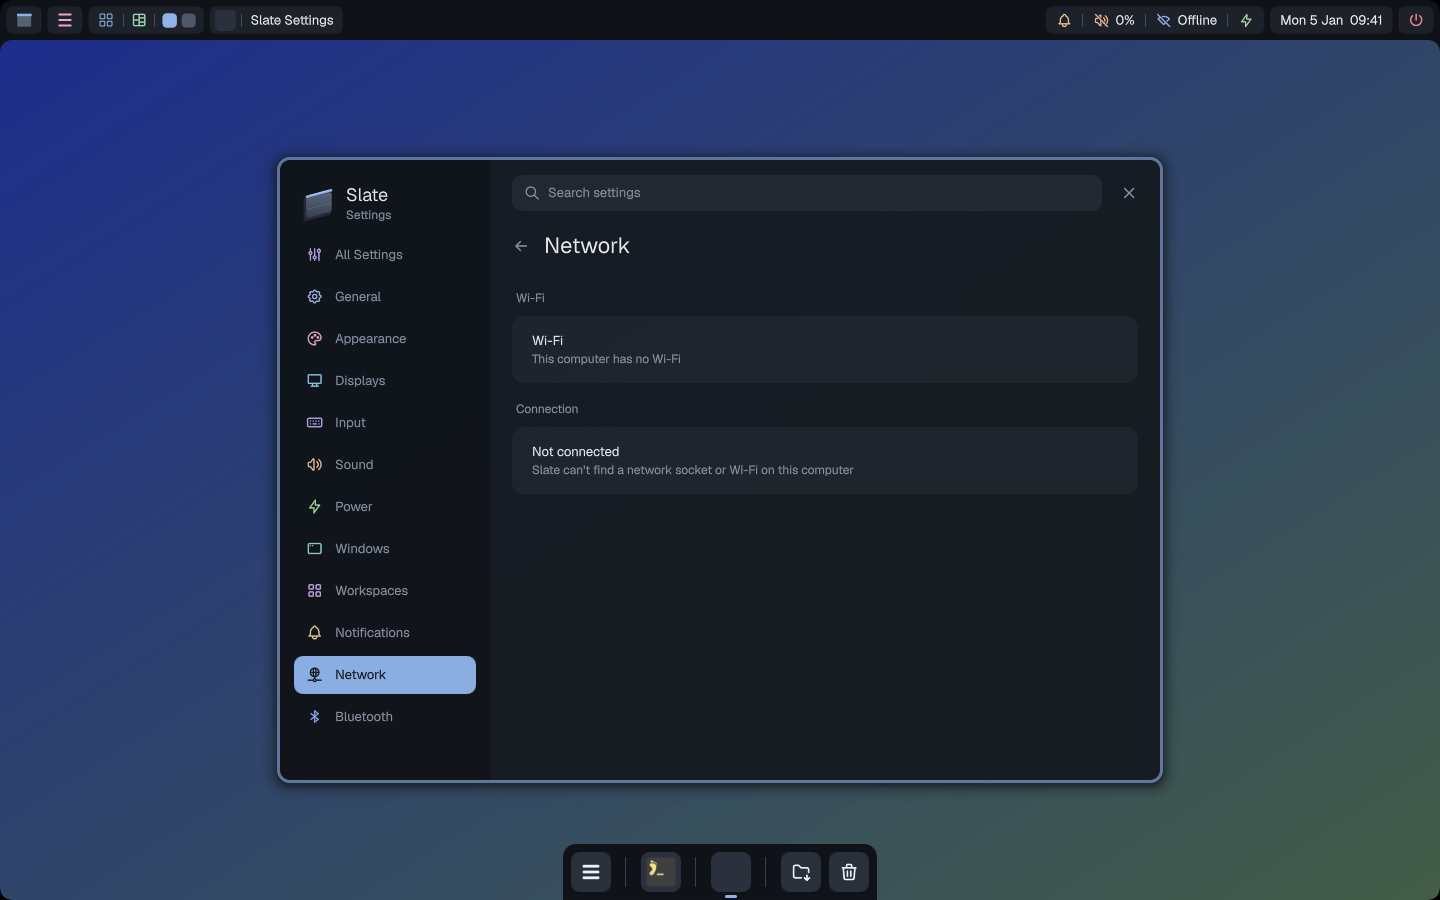 Slate Settings
0%
Offline
Mon 5 Jan 09:41
Slate
Settings
Search settings
All Settings
General
Appearance
Displays
Input
Sound
Power
Windows
Workspaces
Notifications
Network
Bluetooth
Network
Wi-Fi
Wi-Fi
This computer has no Wi-Fi
Connection
Not connected
Slate can't find a network socket or Wi-Fi on this computer